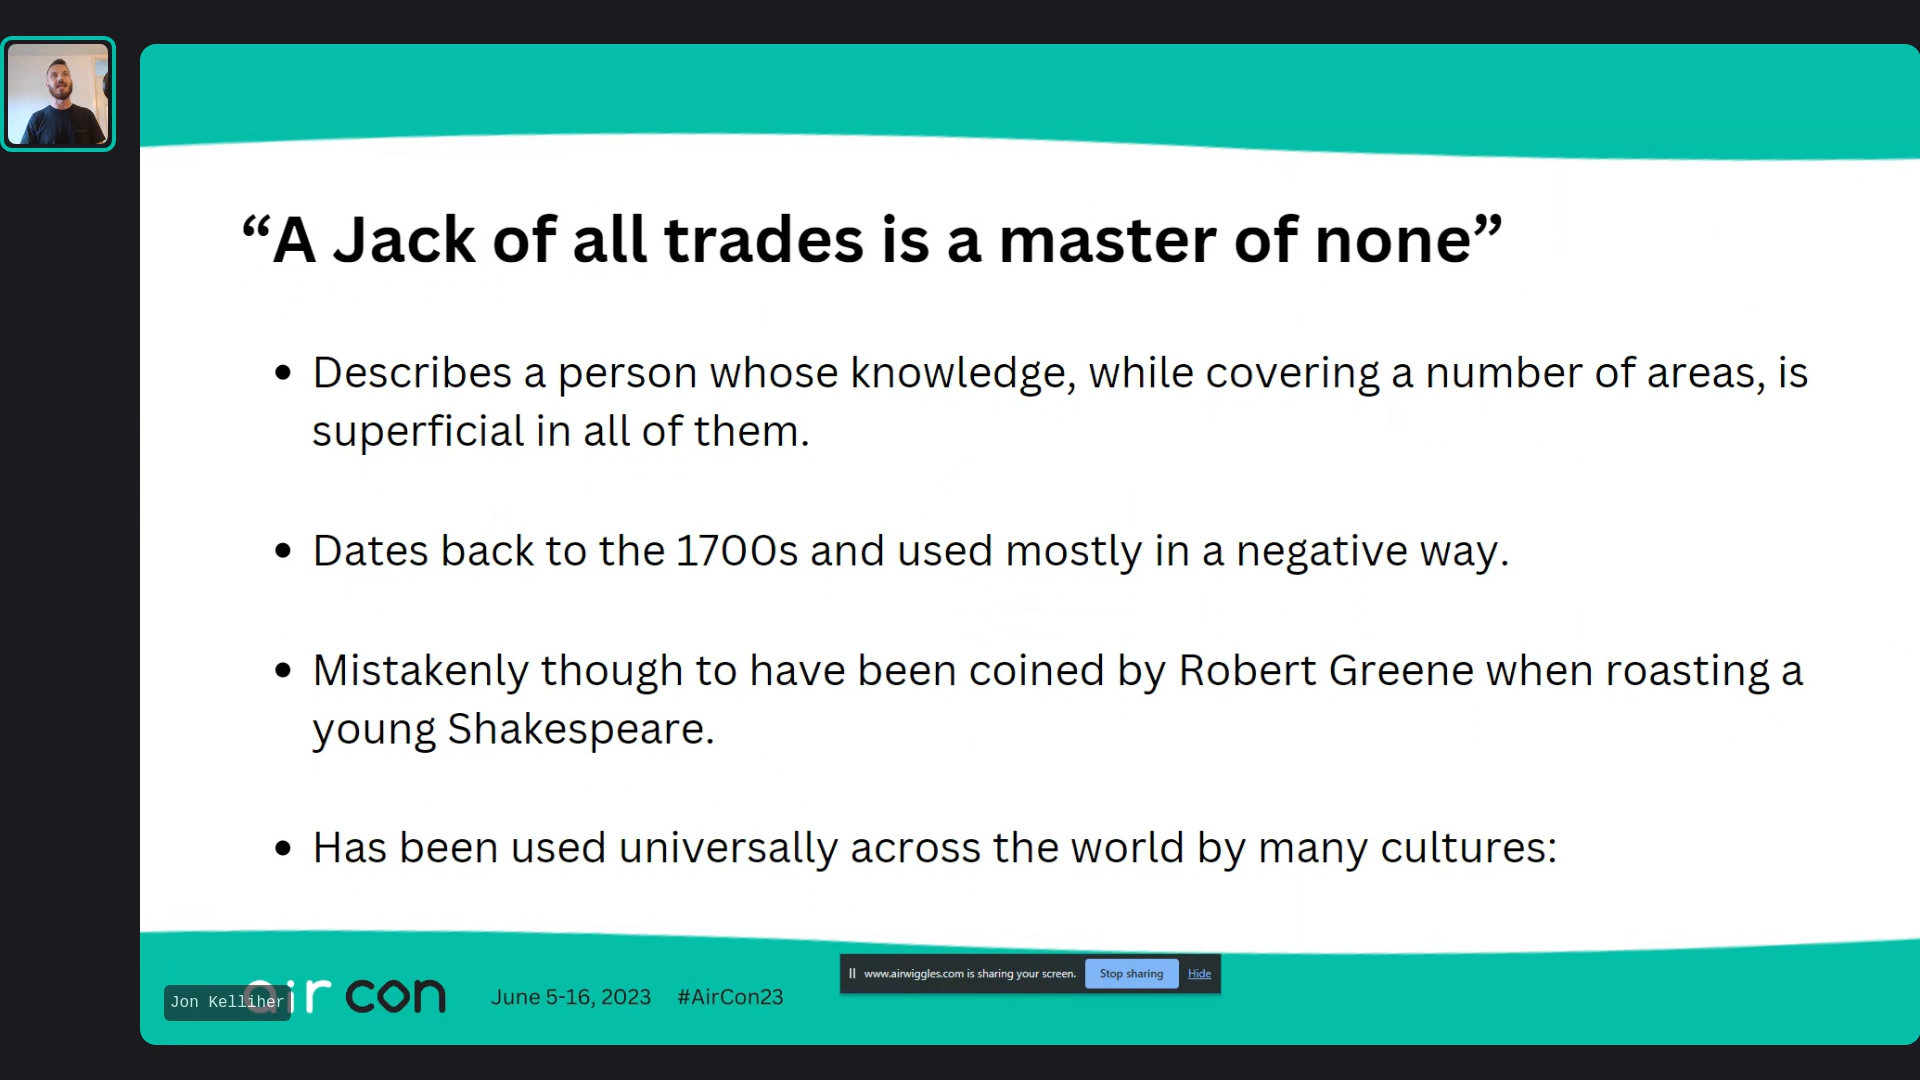 “A Jack of all trades is a master of none”
• Describes a person whose knowledge, while covering a number of areas, is
superficial in all of them.
• Dates back to the 1700s and used mostly in a negative way.
• Mistakenly though to have been coined by Robert Greene when roasting a
young Shakespeare.
• Has been used universally across the world by many cultures:
www.airwiggles.com is sharing your screen. Stop sharing Hide
Jon Kelliher
air con June 5-16, 2023 #AirCon23